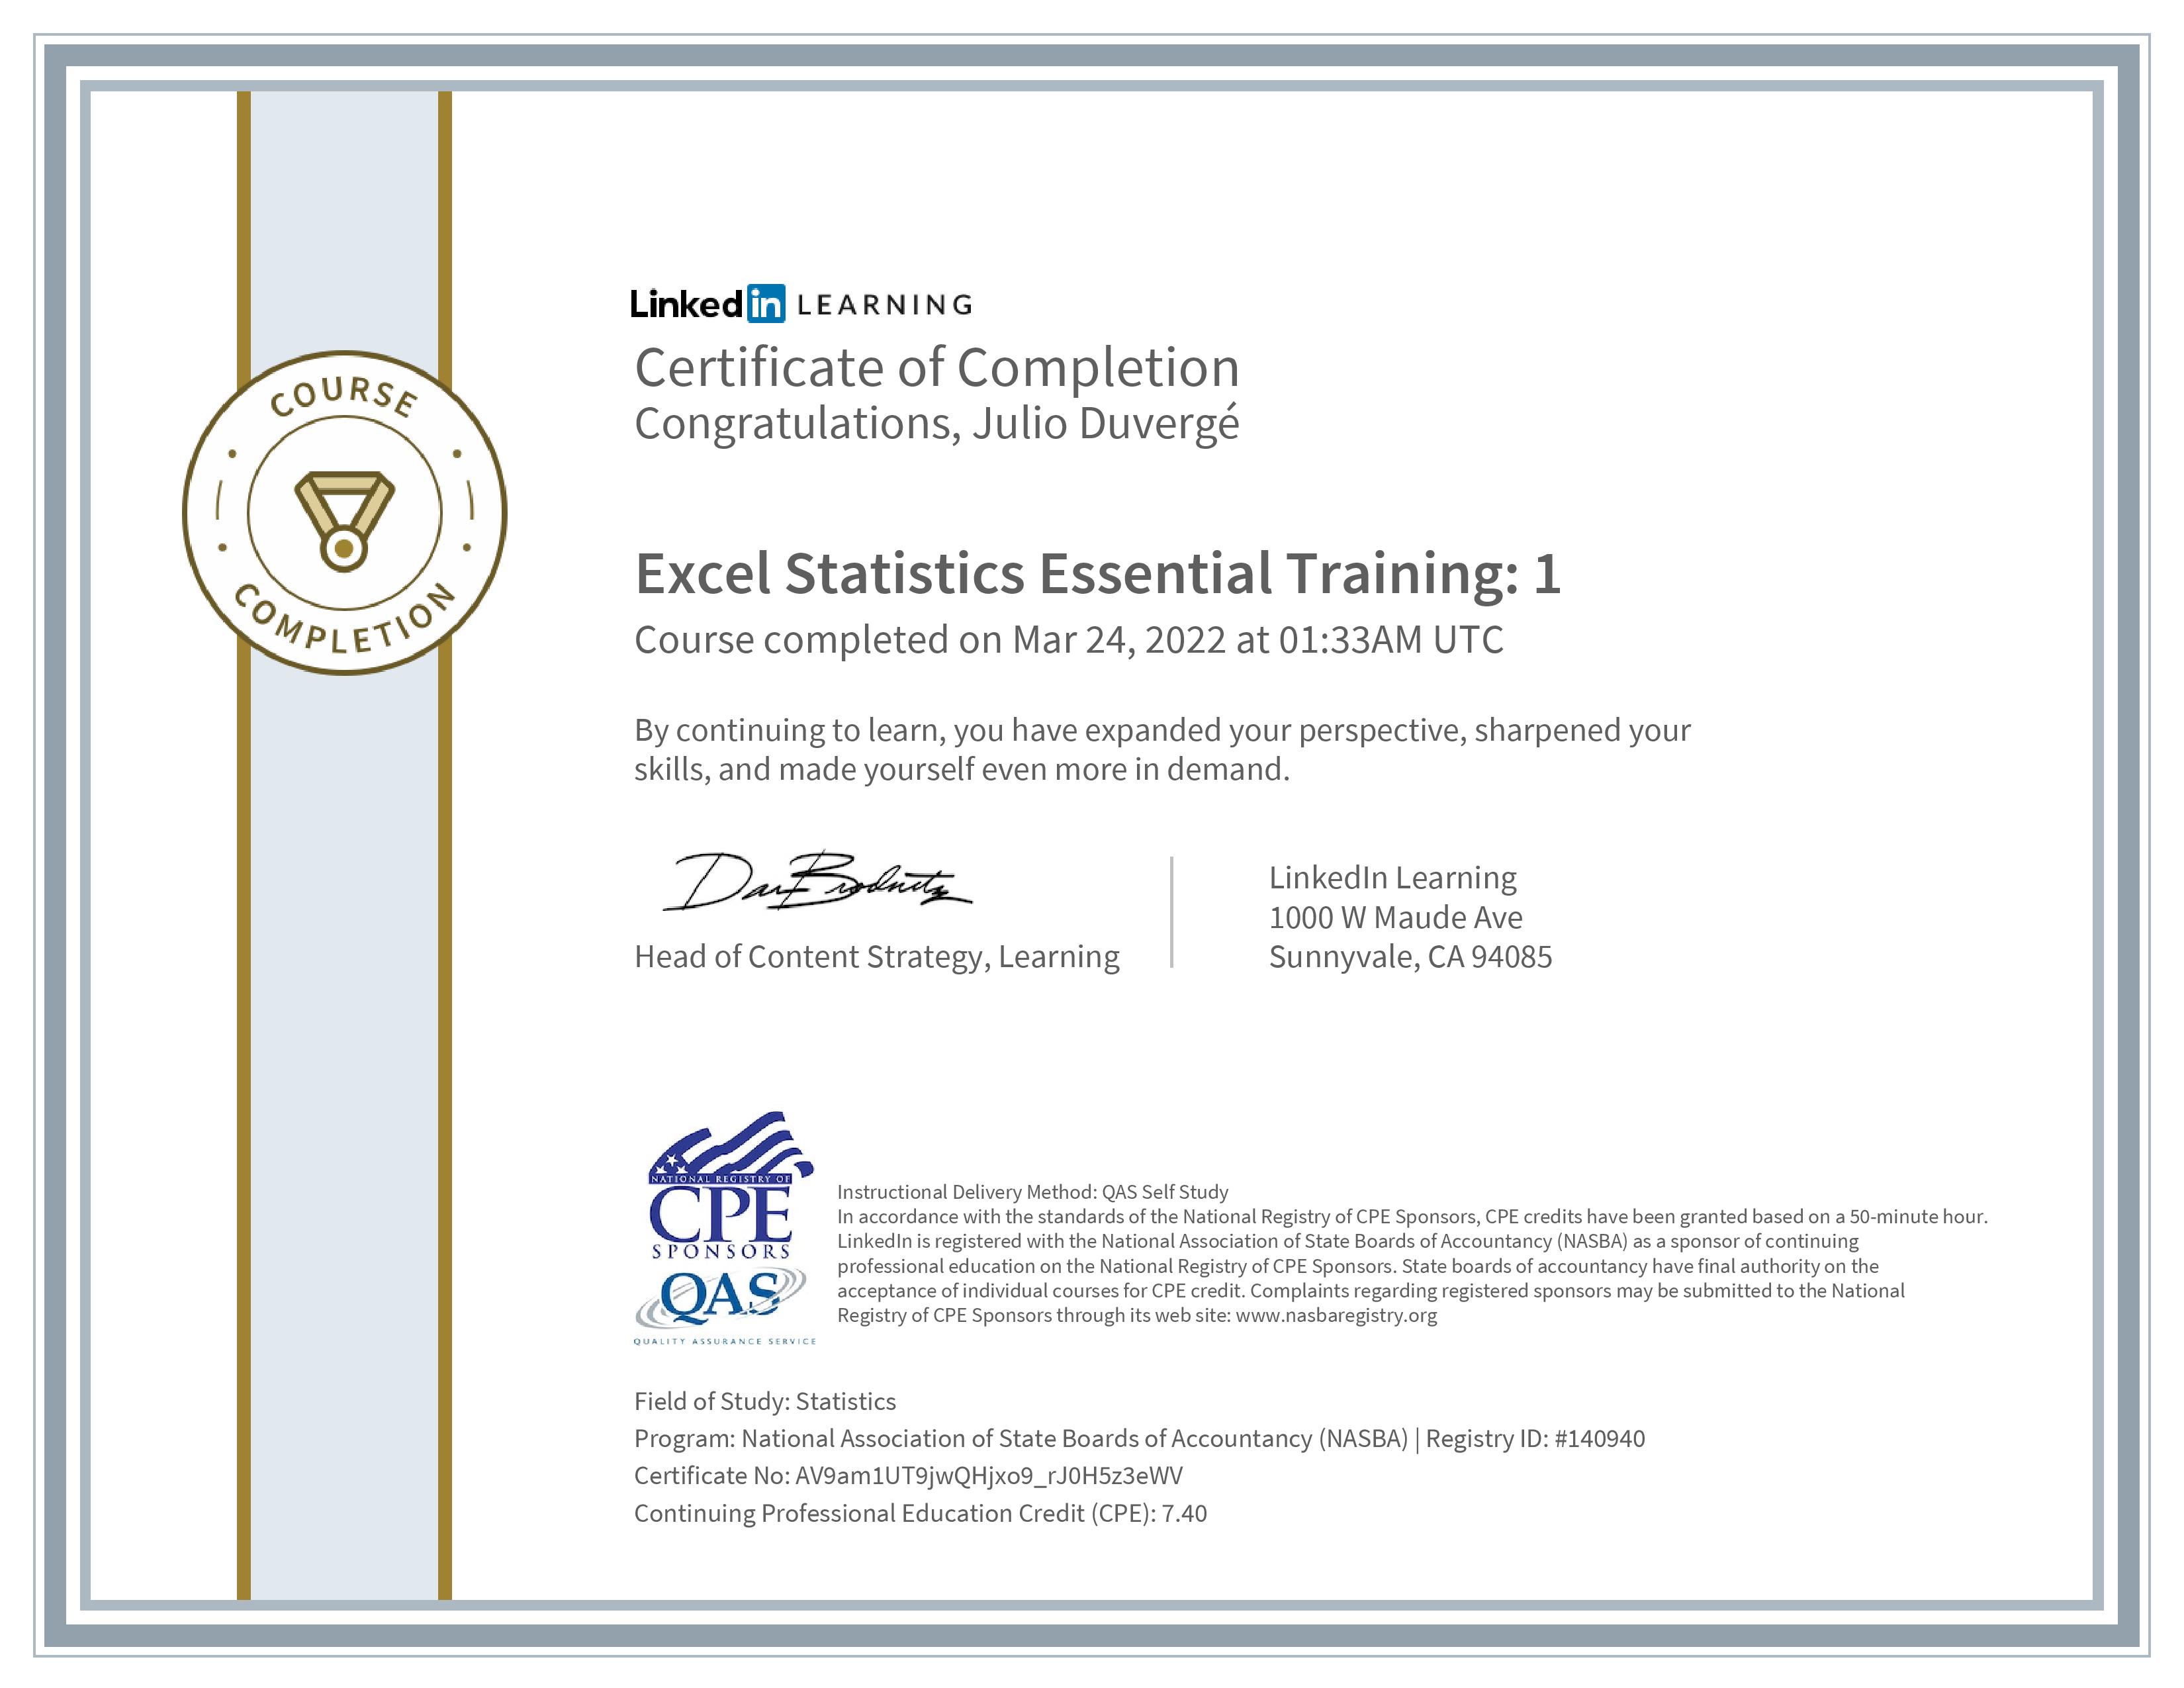 LinkedIn LEARNING
Certificate of Completion
Congratulations, Julio Duvergé
COURSE
COMPLETION
Excel Statistics Essential Training: 1
Course completed on Mar 24, 2022 at 01:33AM UTC
By continuing to learn, you have expanded your perspective, sharpened your
skills, and made yourself even more in demand.
Head of Content Strategy, Learning
LinkedIn Learning
1000 W Maude Ave
Sunnyvale, CA 94085
NATIONAL REGISTRY OF
CPE
SPONSORS
QAS
QUALITY ASSURANCE SERVICE
Instructional Delivery Method: QAS Self Study
In accordance with the standards of the National Registry of CPE Sponsors, CPE credits have been granted based on a 50-minute hour.
LinkedIn is registered with the National Association of State Boards of Accountancy (NASBA) as a sponsor of continuing
professional education on the National Registry of CPE Sponsors. State boards of accountancy have final authority on the
acceptance of individual courses for CPE credit. Complaints regarding registered sponsors may be submitted to the National
Registry of CPE Sponsors through its web site: www.nasbaregistry.org
Field of Study: Statistics
Program: National Association of State Boards of Accountancy (NASBA) | Registry ID: #140940
Certificate No: AV9am1UT9jwQHjxo9_rJ0H5z3eWV
Continuing Professional Education Credit (CPE): 7.40